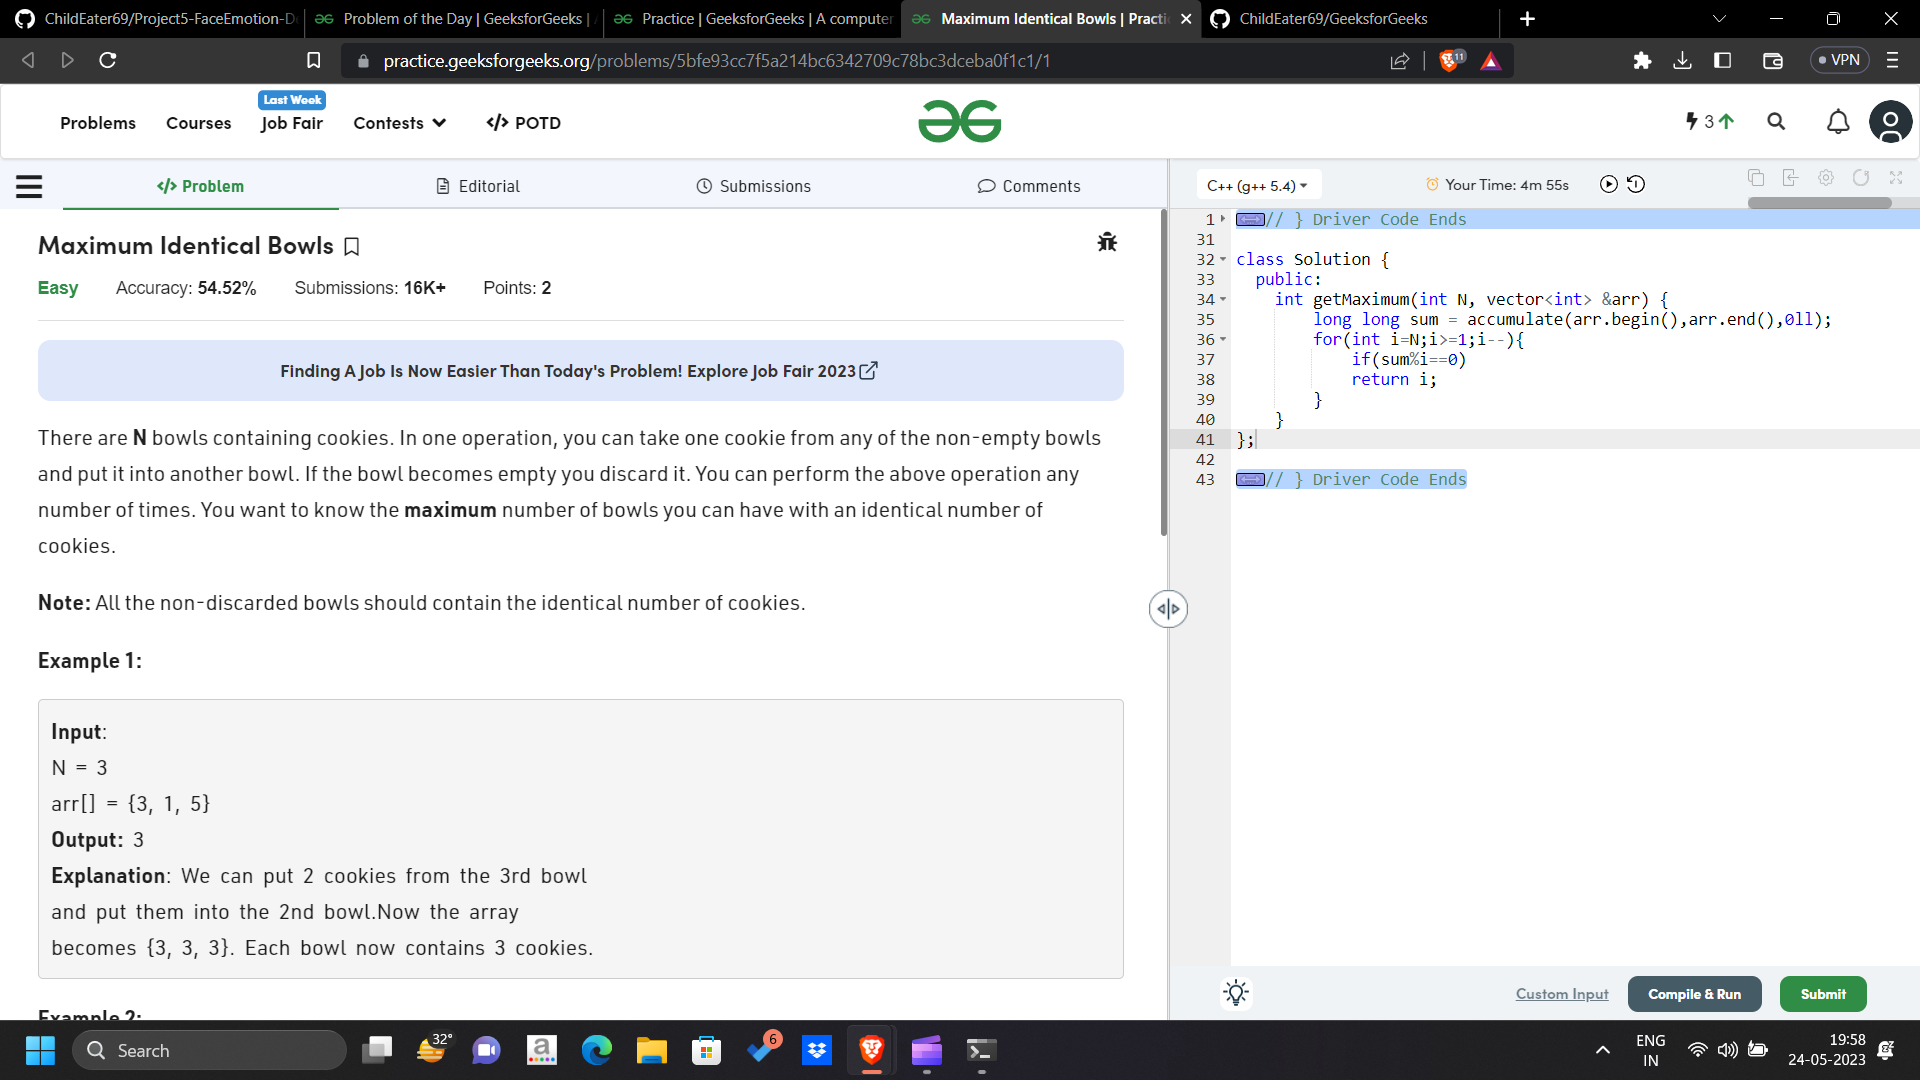 ChildEater69/Project5-FaceEmotion-D
Problem of the Day | GeeksforGeeks |
Practice | GeeksforGeeks | A computer
Maximum Identical Bowls | Practi
ChildEater69/GeeksforGeeks
practice.geeksforgeeks.org/problems/5bfe93cc7f5a214bc6342709c78bc3dceba0f1c1/1
11
VPN
Last Week
Problems
Courses
Job Fair
Contests
</> POTD
3
</> Problem
Editorial
Submissions
Comments
C++ (g++ 5.4)
Your Time: 4m 55s
Maximum Identical Bowls
Easy
Accuracy: 54.52%
Submissions: 16K+
Points: 2
Finding A Job Is Now Easier Than Today's Problem! Explore Job Fair 2023
There are N bowls containing cookies. In one operation, you can take one cookie from any of the non-empty bowls
and put it into another bowl. If the bowl becomes empty you discard it. You can perform the above operation any
number of times. You want to know the maximum number of bowls you can have with an identical number of
cookies.
Note: All the non-discarded bowls should contain the identical number of cookies.
Example 1:
Input:
N = 3
arr[] = {3, 1, 5}
Output: 3
Explanation: We can put 2 cookies from the 3rd bowl
and put them into the 2nd bowl.Now the array
becomes {3, 3, 3}. Each bowl now contains 3 cookies.
Example 2:
1 // } Driver Code Ends
31
32 class Solution {
33 public:
34 int getMaximum(int N, vector<int> &arr) {
35 long long sum = accumulate(arr.begin(),arr.end(),0ll);
36 for(int i=N;i>=1;i--){
37 if(sum%i==0)
38 return i;
39 }
40 }
41 };
42
43 // } Driver Code Ends
Custom Input
Compile & Run
Submit
Search
32°
a
6
ENG
IN
19:58
24-05-2023